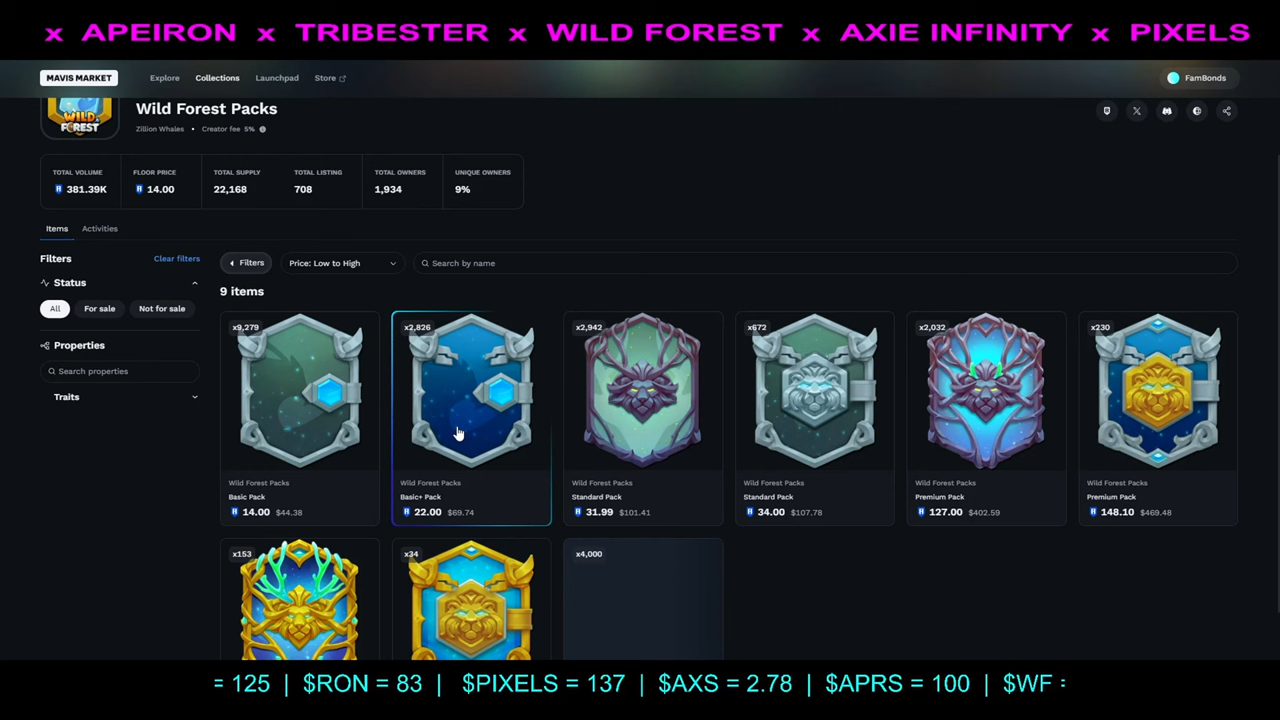 x APEIRON x TRIBESTER x WILD FOREST x AXIE INFINITY x PIXELS
MAVIS MARKET Explore Collections Launchpad Store FamBonds
WILD FOREST
Wild Forest Packs
Zillion Whales • Creator fee 5%
TOTAL VOLUME FLOOR PRICE TOTAL SUPPLY TOTAL LISTING TOTAL OWNERS UNIQUE OWNERS
381.39K 14.00 22,168 708 1,934 9%
Items Activities
Filters Clear filters
Filters Price: Low to High Search by name
Status
9 items
All For sale Not for sale
x9,279 x2,826 x2,942 x672 x2,032 x230
Properties
Search properties
Traits
Wild Forest Packs Wild Forest Packs Wild Forest Packs Wild Forest Packs Wild Forest Packs Wild Forest Packs
Basic Pack Basic+ Pack Standard Pack Standard Pack Premium Pack Premium Pack
14.00 $44.38 22.00 $69.74 31.99 $101.41 34.00 $107.78 127.00 $402.59 148.10 $469.48
x153 x34 x4,000
= 125 | $RON = 83 | $PIXELS = 137 | $AXS = 2.78 | $APRS = 100 | $WF =